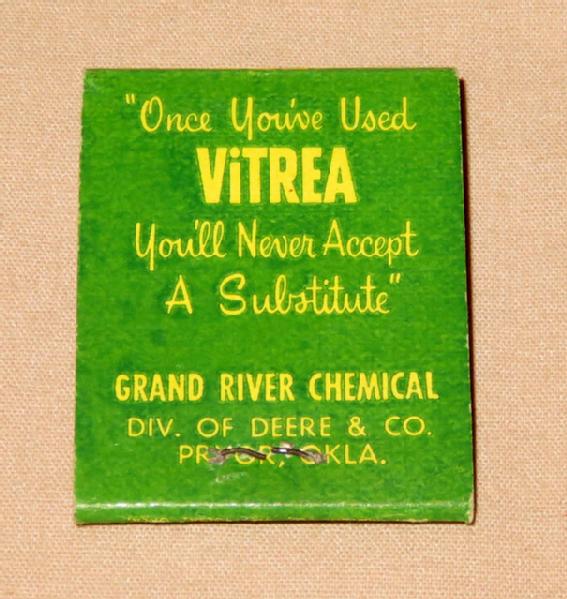 "Once You've Used
ViTREA
You'll Never Accept
A Substitute"
GRAND RIVER CHEMICAL
DIV. OF DEERE & CO.
PRYOR, OKLA.